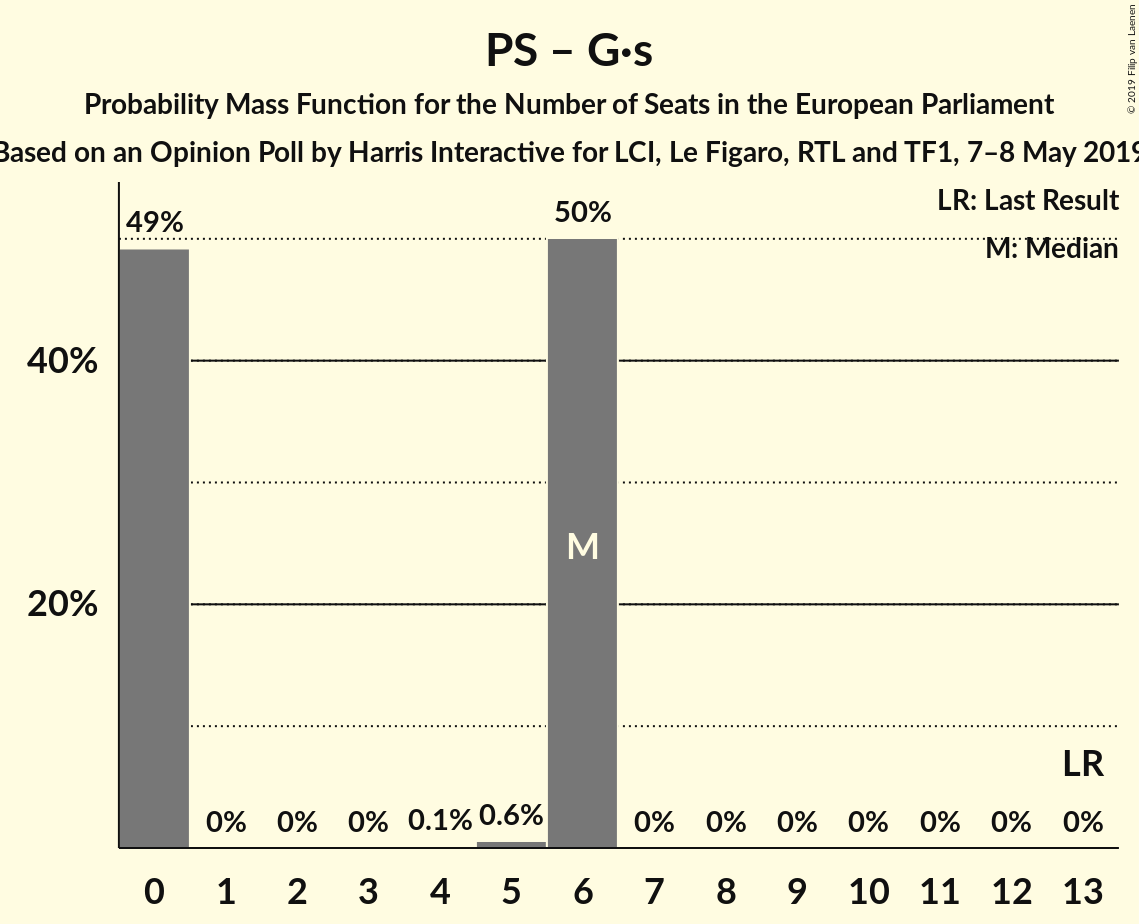 PS – G·s
Probability Mass Function for the Number of Seats in the European Parliament
Based on an Opinion Poll by Harris Interactive for LCI, Le Figaro, RTL and TF1, 7–8 May 2019
© 2019 Filip van Laenen
LR: Last Result
M: Median
49% 50%
40%
20%
M
LR
0% 0% 0% 0.1% 0.6% 0% 0% 0% 0% 0% 0% 0%
0 1 2 3 4 5 6 7 8 9 10 11 12 13